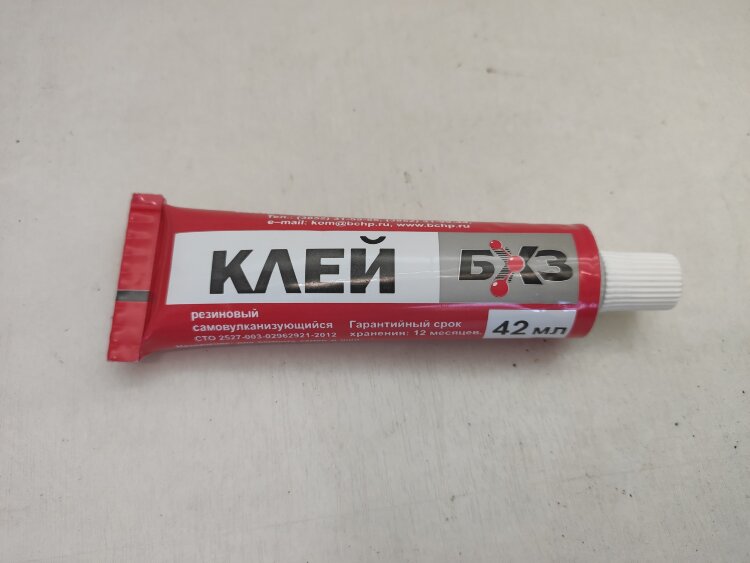 e-mail: kom@bchp.ru, www.bchp.ru
КЛЕЙ
БХЗ
резиновый
самовулканизующийся
СТО 2527-003-02962921-2012
Гарантийный срок
хранения: 12 месяцев.
42 мл